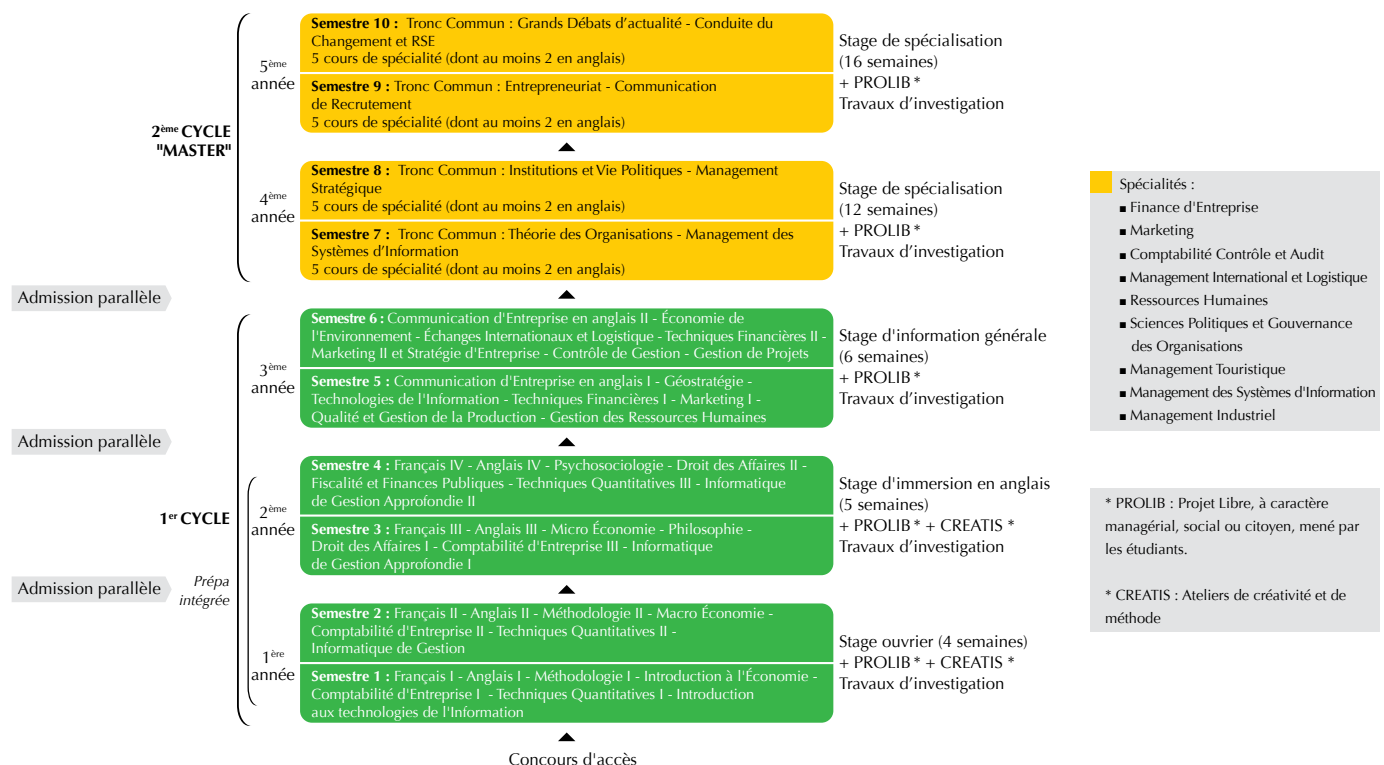 Semestre 10 : Tronc Commun : Grands Débats d'actualité - Conduite du
Changement et RSE
5 cours de spécialité (dont au moins 2 en anglais)
Semestre 9 : Tronc Commun : Entrepreneuriat - Communication
de Recrutement
5 cours de spécialité (dont au moins 2 en anglais)
5ème
année
Stage de spécialisation
(16 semaines)
+ PROLIB *
Travaux d'investigation
2ème CYCLE
"MASTER"
Semestre 8 : Tronc Commun : Institutions et Vie Politiques - Management
Stratégique
5 cours de spécialité (dont au moins 2 en anglais)
Semestre 7 : Tronc Commun : Théorie des Organisations - Management des
Systèmes d'Information
5 cours de spécialité (dont au moins 2 en anglais)
4ème
année
Stage de spécialisation
(12 semaines)
+ PROLIB *
Travaux d'investigation
Spécialités :
■ Finance d'Entreprise
■ Marketing
■ Comptabilité Contrôle et Audit
■ Management International et Logistique
■ Ressources Humaines
■ Sciences Politiques et Gouvernance
des Organisations
■ Management Touristique
■ Management des Systèmes d'Information
■ Management Industriel
Admission parallèle
Semestre 6 : Communication d'Entreprise en anglais II - Économie de
l'Environnement - Échanges Internationaux et Logistique - Techniques Financières II -
Marketing II et Stratégie d'Entreprise - Contrôle de Gestion - Gestion de Projets
Semestre 5 : Communication d'Entreprise en anglais I - Géostratégie -
Technologies de l'Information - Techniques Financières I - Marketing I -
Qualité et Gestion de la Production - Gestion des Ressources Humaines
3ème
année
Stage d'information générale
(6 semaines)
+ PROLIB *
Travaux d'investigation
Admission parallèle
Semestre 4 : Français IV - Anglais IV - Psychosociologie - Droit des Affaires II -
Fiscalité et Finances Publiques - Techniques Quantitatives III - Informatique
de Gestion Approfondie II
Semestre 3 : Français III - Anglais III - Micro Économie - Philosophie -
Droit des Affaires I - Comptabilité d'Entreprise III - Informatique
de Gestion Approfondie I
2ème
année
Stage d'immersion en anglais
(5 semaines)
+ PROLIB * + CREATIS *
Travaux d'investigation
1er CYCLE
* PROLIB : Projet Libre, à caractère
managérial, social ou citoyen, mené par
les étudiants.
* CREATIS : Ateliers de créativité et de
méthode
Admission parallèle
Prépa
intégrée
Semestre 2 : Français II - Anglais II - Méthodologie II - Macro Économie -
Comptabilité d'Entreprise II - Techniques Quantitatives II -
Informatique de Gestion
Semestre 1 : Français I - Anglais I - Méthodologie I - Introduction à l'Économie -
Comptabilité d'Entreprise I - Techniques Quantitatives I - Introduction
aux technologies de l'Information
1ère
année
Stage ouvrier (4 semaines)
+ PROLIB * + CREATIS *
Travaux d'investigation
Concours d'accès